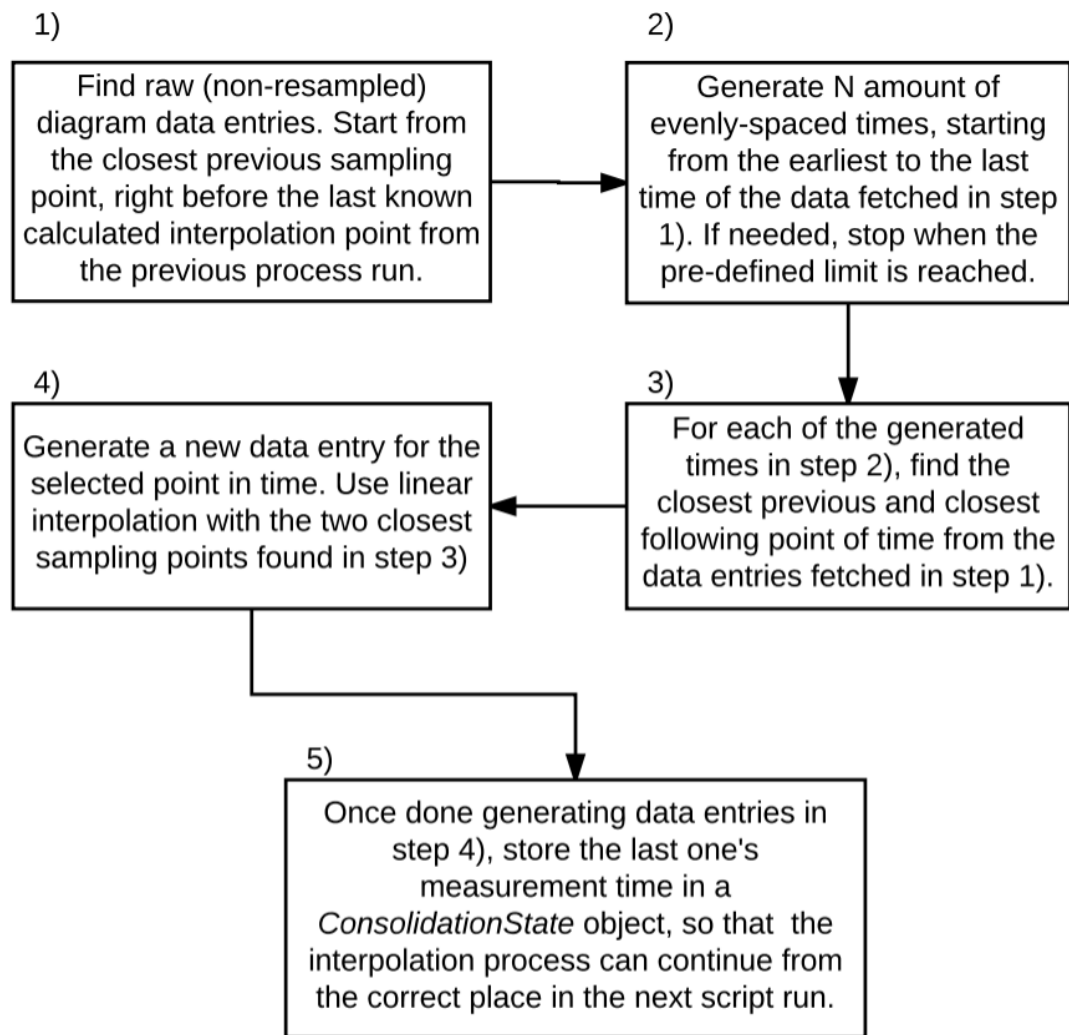 1)
Find raw (non-resampled)
diagram data entries. Start from
the closest previous sampling
point, right before the last known
calculated interpolation point from
the previous process run.
2)
Generate N amount of
evenly-spaced times, starting
from the earliest to the last
time of the data fetched in step
1). If needed, stop when the
pre-defined limit is reached.
3)
For each of the generated
times in step 2), find the
closest previous and closest
following point of time from the
data entries fetched in step 1).
4)
Generate a new data entry for the
selected point in time. Use linear
interpolation with the two closest
sampling points found in step 3)
5)
Once done generating data entries in
step 4), store the last one's
measurement time in a
ConsolidationState object, so that the
interpolation process can continue from
the correct place in the next script run.